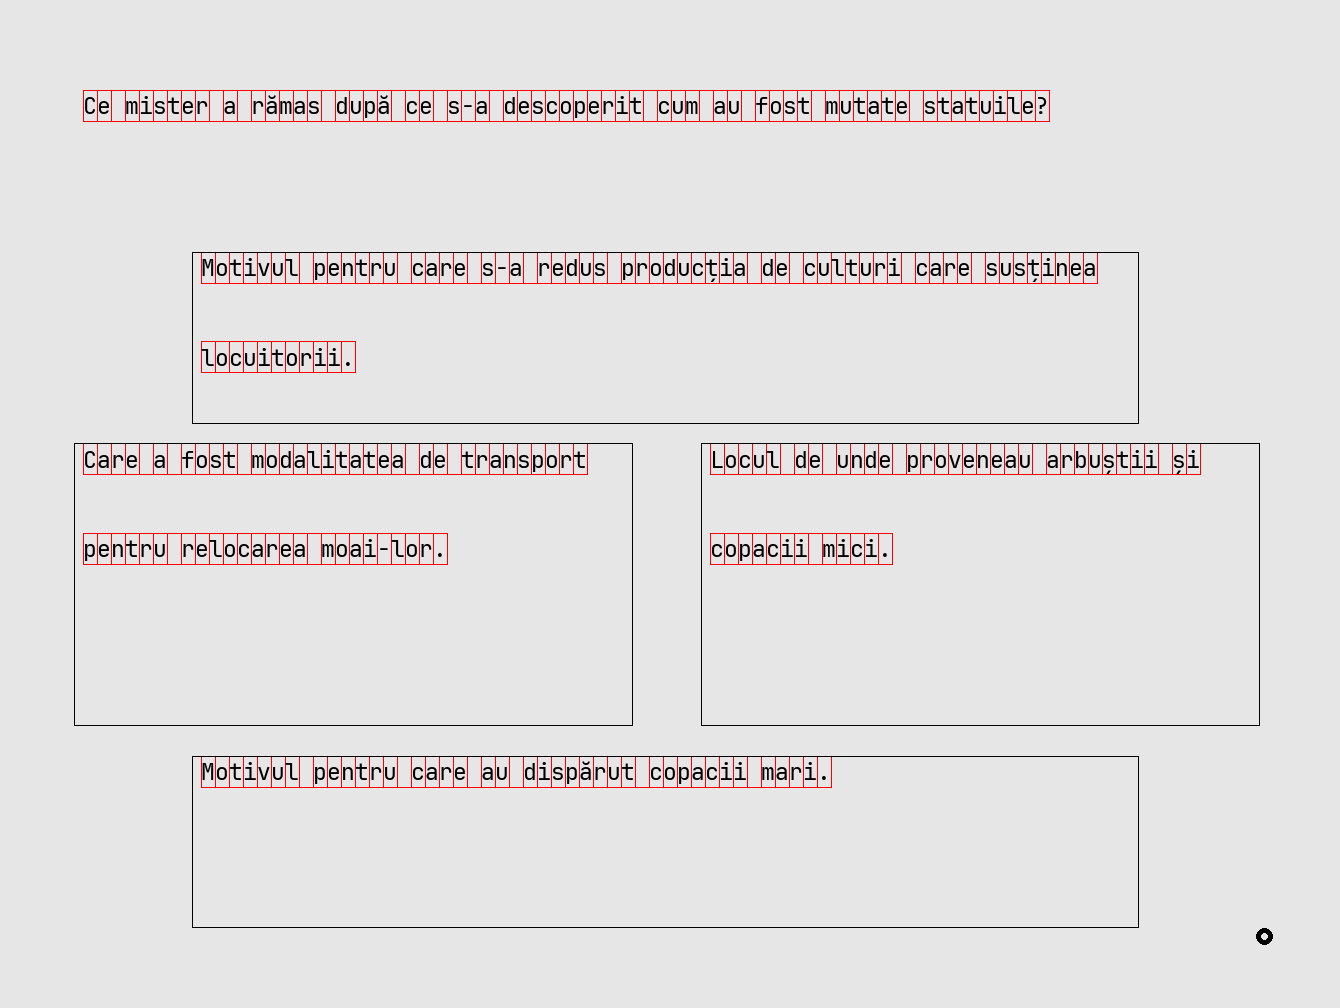 Ce mister a rămas după ce s-a descoperit cum au fost mutate statuile?
Motivul pentru care s-a redus producția de culturi care susținea
locuitorii.
Care a fost modalitatea de transport
pentru relocarea moai-lor.
Locul de unde proveneau arbuștii și
copacii mici.
Motivul pentru care au dispărut copacii mari.